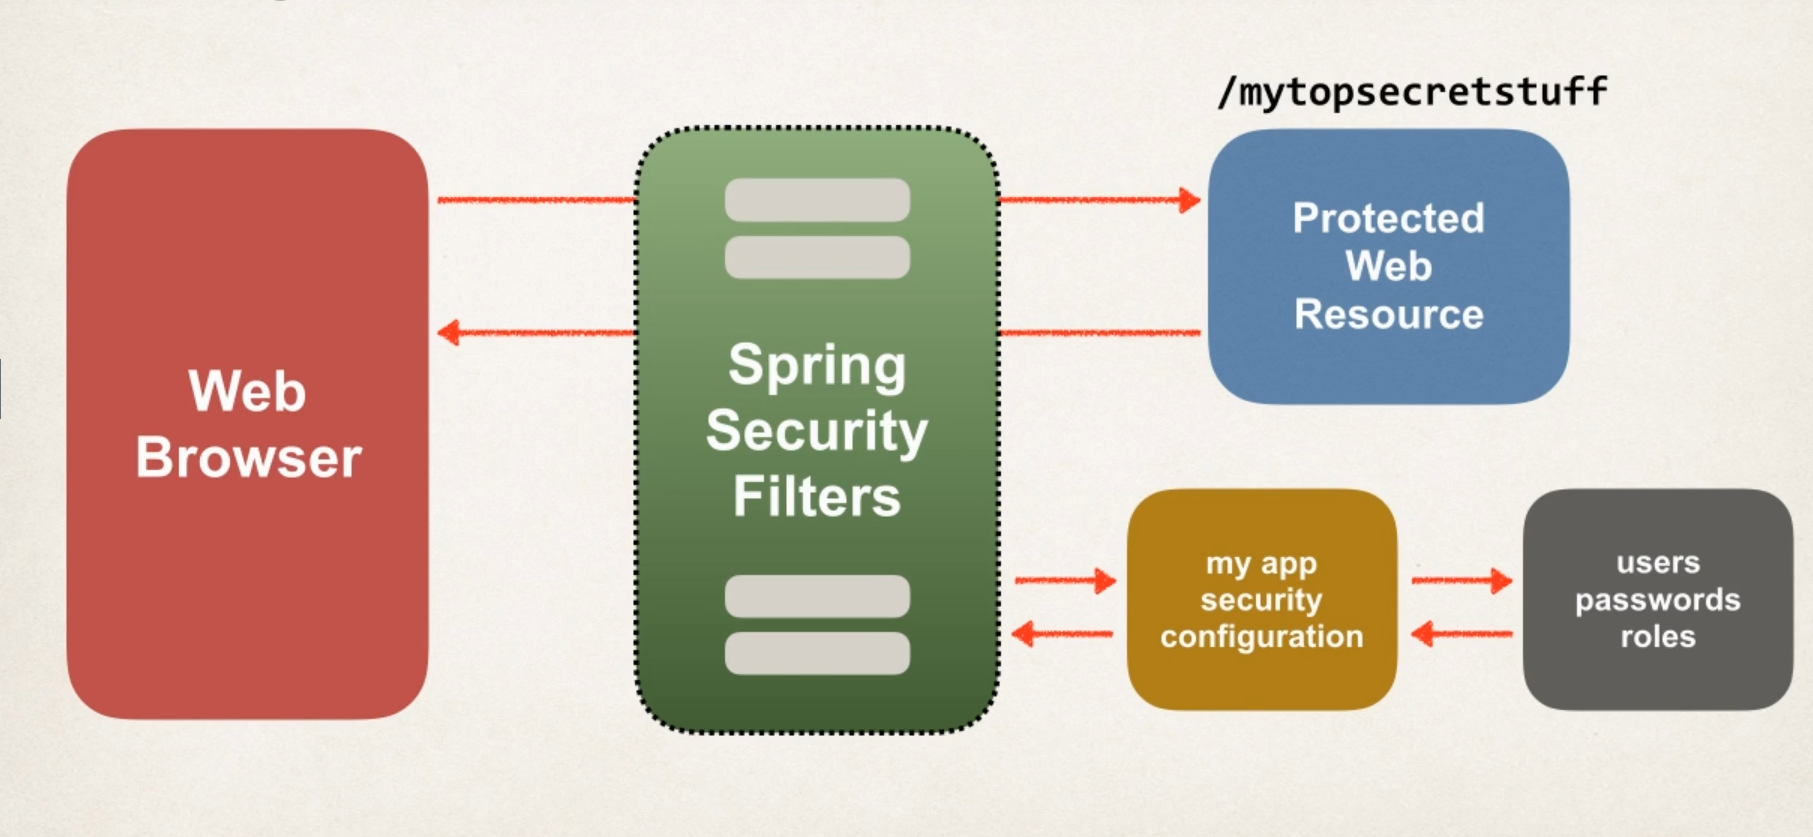 /mytopsecretstuff
Web
Browser
Spring
Security
Filters
Protected
Web
Resource
my app
security
configuration
users
passwords
roles